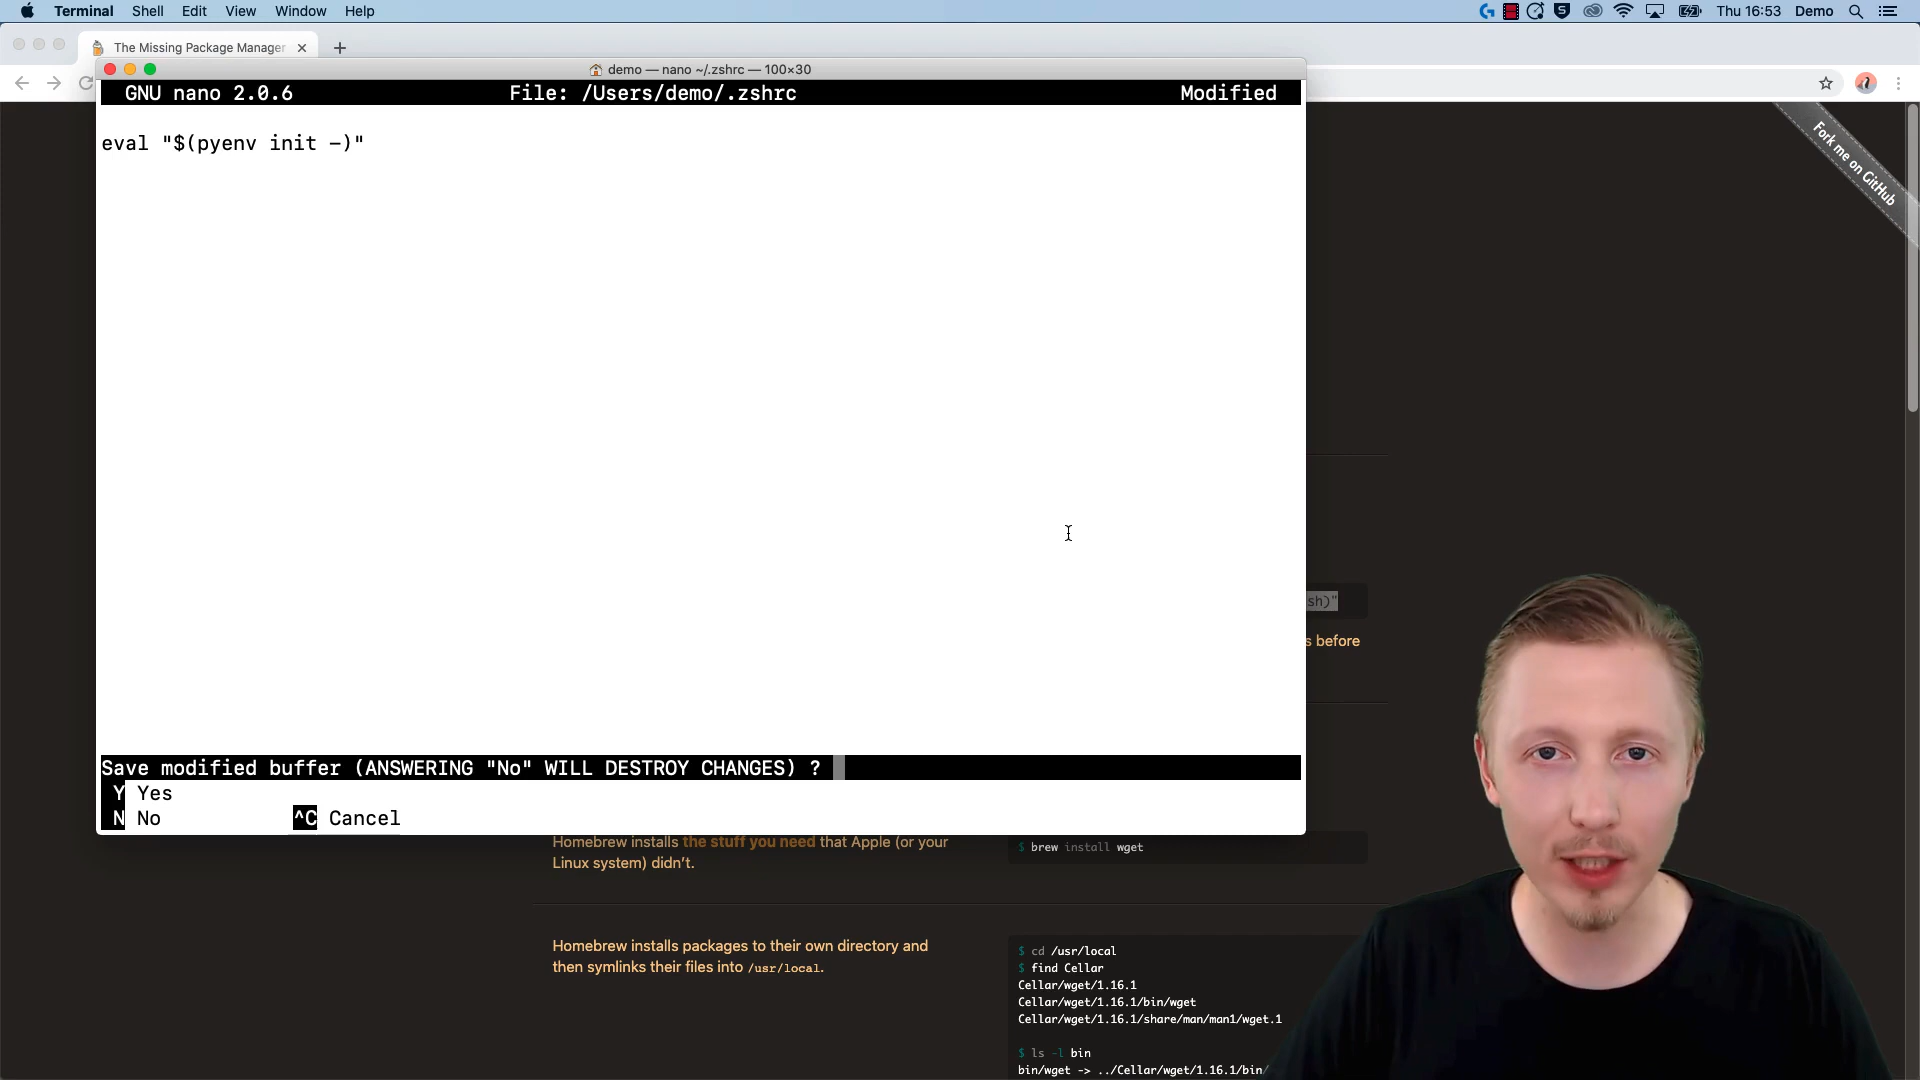 Terminal Shell Edit View Window Help
Thu 16:53 Demo
The Missing Package Manager
demo — nano ~/.zshrc — 100×30
GNU nano 2.0.6 File: /Users/demo/.zshrc Modified
eval "$(pyenv init -)"
Fork me on GitHub
sh)"
before
Save modified buffer (ANSWERING "No" WILL DESTROY CHANGES) ?
Y Yes
N No ^C Cancel
Homebrew installs the stuff you need that Apple (or your
Linux system) didn't.
$ brew install wget
Homebrew installs packages to their own directory and
then symlinks their files into /usr/local.
$ cd /usr/local
$ find Cellar
Cellar/wget/1.16.1
Cellar/wget/1.16.1/bin/wget
Cellar/wget/1.16.1/share/man/man1/wget.1
$ ls -l bin
bin/wget -> ../Cellar/wget/1.16.1/bin/